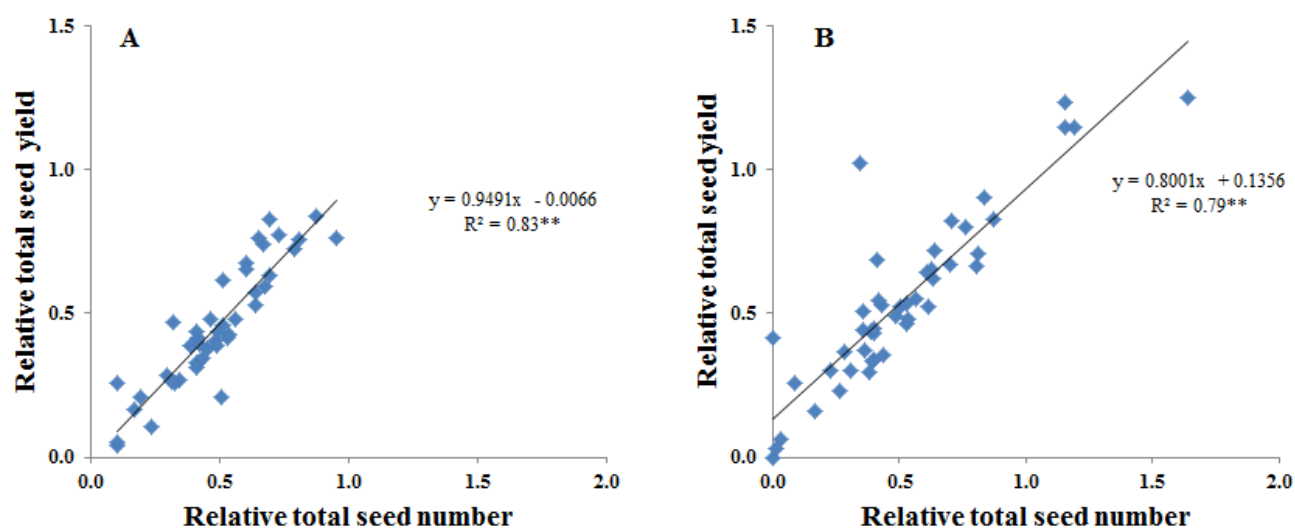 A
Relative total seed yield
1.5
1.0
0.5
0.0
y = 0.9491x - 0.0066
R² = 0.83**
0.0 0.5 1.0 1.5 2.0
Relative total seed number
B
Relative total seed yield
1.5
1.0
0.5
0.0
y = 0.8001x + 0.1356
R² = 0.79**
0.0 0.5 1.0 1.5 2.0
Relative total seed number